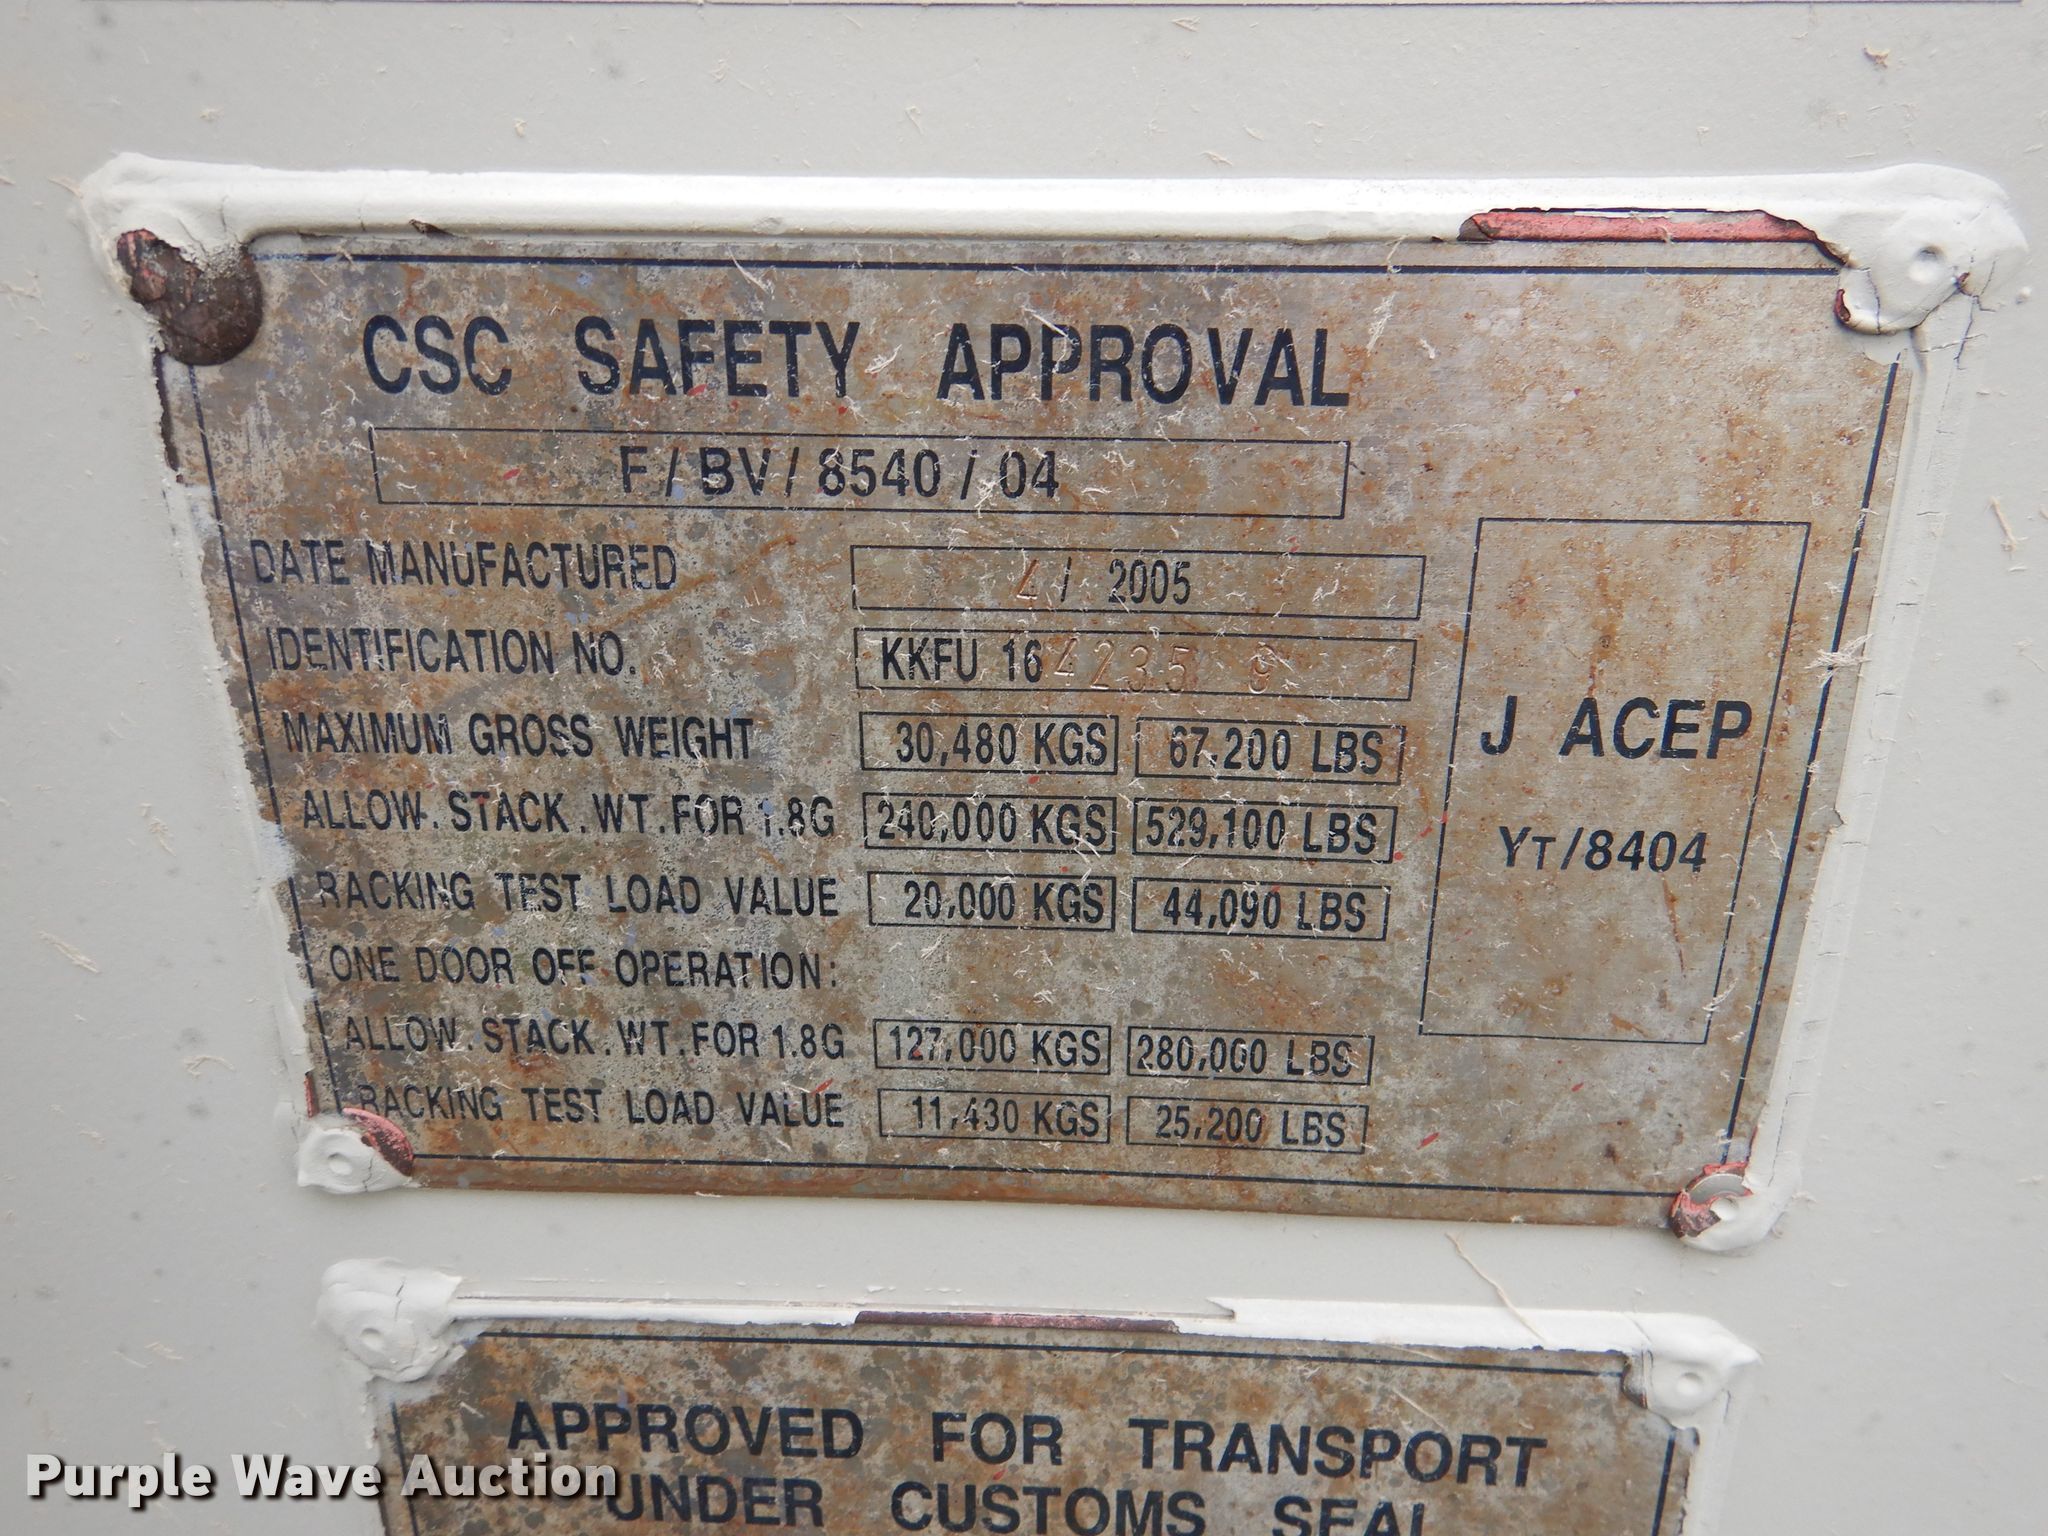 CSC SAFETY APPROVAL
F / BV / 8540 / 04
DATE MANUFACTURED 4 / 2005
IDENTIFICATION NO. KKFU 164235 9
MAXIMUM GROSS WEIGHT 30,480 KGS 67,200 LBS
ALLOW. STACK. WT. FOR 1.8G 240,000 KGS 529,100 LBS
RACKING TEST LOAD VALUE 20,000 KGS 44,090 LBS
ONE DOOR OFF OPERATION:
ALLOW. STACK. WT. FOR 1.8G 127,000 KGS 280,000 LBS
RACKING TEST LOAD VALUE 11,430 KGS 25,200 LBS
J ACEP
YT/8404
APPROVED FOR TRANSPORT
UNDER CUSTOMS SEAL
Purple Wave Auction